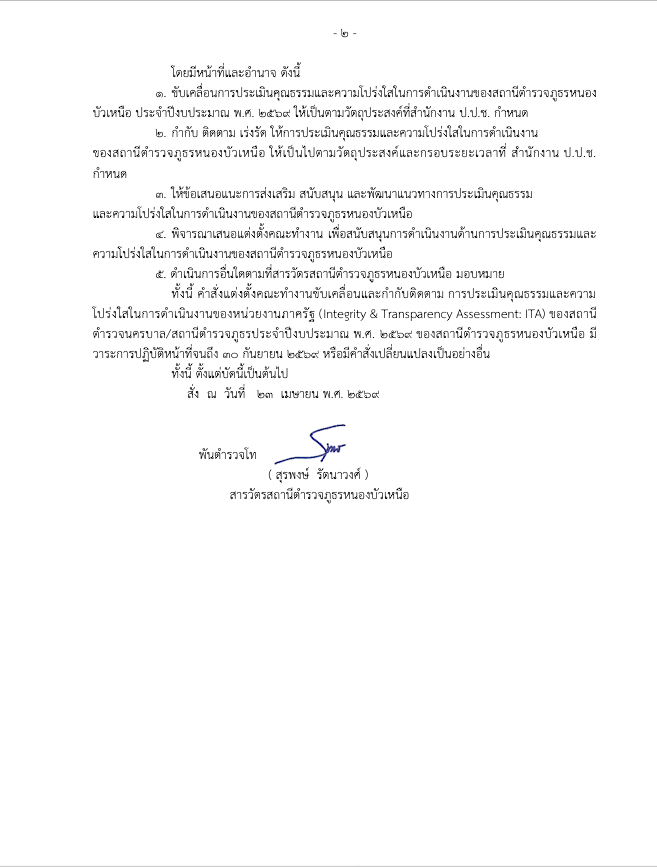 - ๒ -
โดยมีหน้าที่และอำนาจ ดังนี้
๑. ขับเคลื่อนการประเมินคุณธรรมและความโปร่งใสในการดำเนินงานของสถานีตำรวจภูธรหนอง
บัวเหนือ ประจำปีงบประมาณ พ.ศ. ๒๕๖๙ ให้เป็นตามวัตถุประสงค์ที่สำนักงาน ป.ป.ช. กำหนด
๒. กำกับ ติดตาม เร่งรัด ให้การประเมินคุณธรรมและความโปร่งใสในการดำเนินงาน
ของสถานีตำรวจภูธรหนองบัวเหนือ ให้เป็นไปตามวัตถุประสงค์และกรอบระยะเวลาที่ สำนักงาน ป.ป.ช.
กำหนด
๓. ให้ข้อเสนอแนะการส่งเสริม สนับสนุน และพัฒนาแนวทางการประเมินคุณธรรม
และความโปร่งใสในการดำเนินงานของสถานีตำรวจภูธรหนองบัวเหนือ
๔. พิจารณาเสนอแต่งตั้งคณะทำงาน เพื่อสนับสนุนการดำเนินงานด้านการประเมินคุณธรรมและ
ความโปร่งใสในการดำเนินงานของสถานีตำรวจภูธรหนองบัวเหนือ
๕. ดำเนินการอื่นใดตามที่สารวัตรสถานีตำรวจภูธรหนองบัวเหนือ มอบหมาย
ทั้งนี้ คำสั่งแต่งตั้งคณะทำงานขับเคลื่อนและกำกับติดตาม การประเมินคุณธรรมและความ
โปร่งใสในการดำเนินงานของหน่วยงานภาครัฐ (Integrity & Transparency Assessment: ITA) ของสถานี
ตำรวจนครบาล/สถานีตำรวจภูธรประจำปีงบประมาณ พ.ศ. ๒๕๖๙ ของสถานีตำรวจภูธรหนองบัวเหนือ มี
วาระการปฏิบัติหน้าที่จนถึง ๓๐ กันยายน ๒๕๖๙ หรือมีคำสั่งเปลี่ยนแปลงเป็นอย่างอื่น
ทั้งนี้ ตั้งแต่บัดนี้เป็นต้นไป
สั่ง ณ วันที่ ๒๓ เมษายน พ.ศ. ๒๕๖๙
พันตำรวจโท
( สุรพงษ์ รัตนาวงศ์ )
สารวัตรสถานีตำรวจภูธรหนองบัวเหนือ